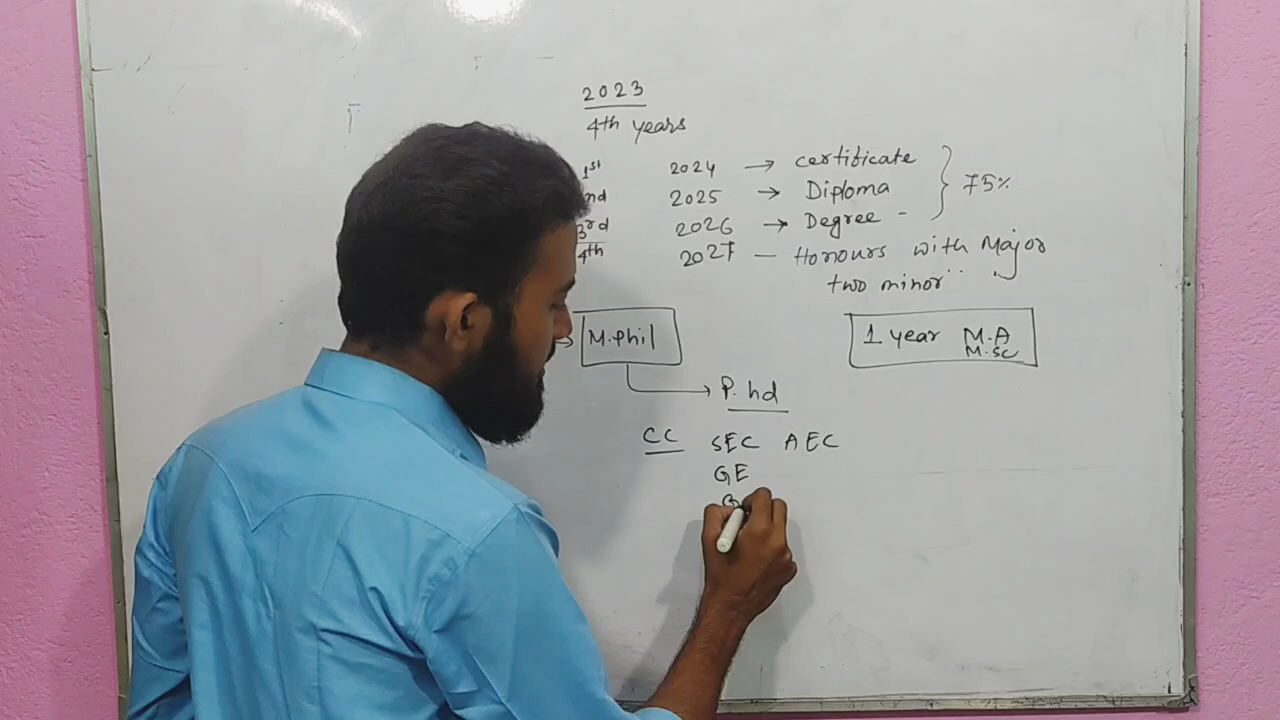 2023
4th years
1st 2024 → certificate
nd 2025 → Diploma } 75%
3rd 2026 → Degree -
4th 2027 — Honours with Major
two minor
→ M.Phil 1 year M.A
M.Sc
P.hd
CC SEC AEC
GE